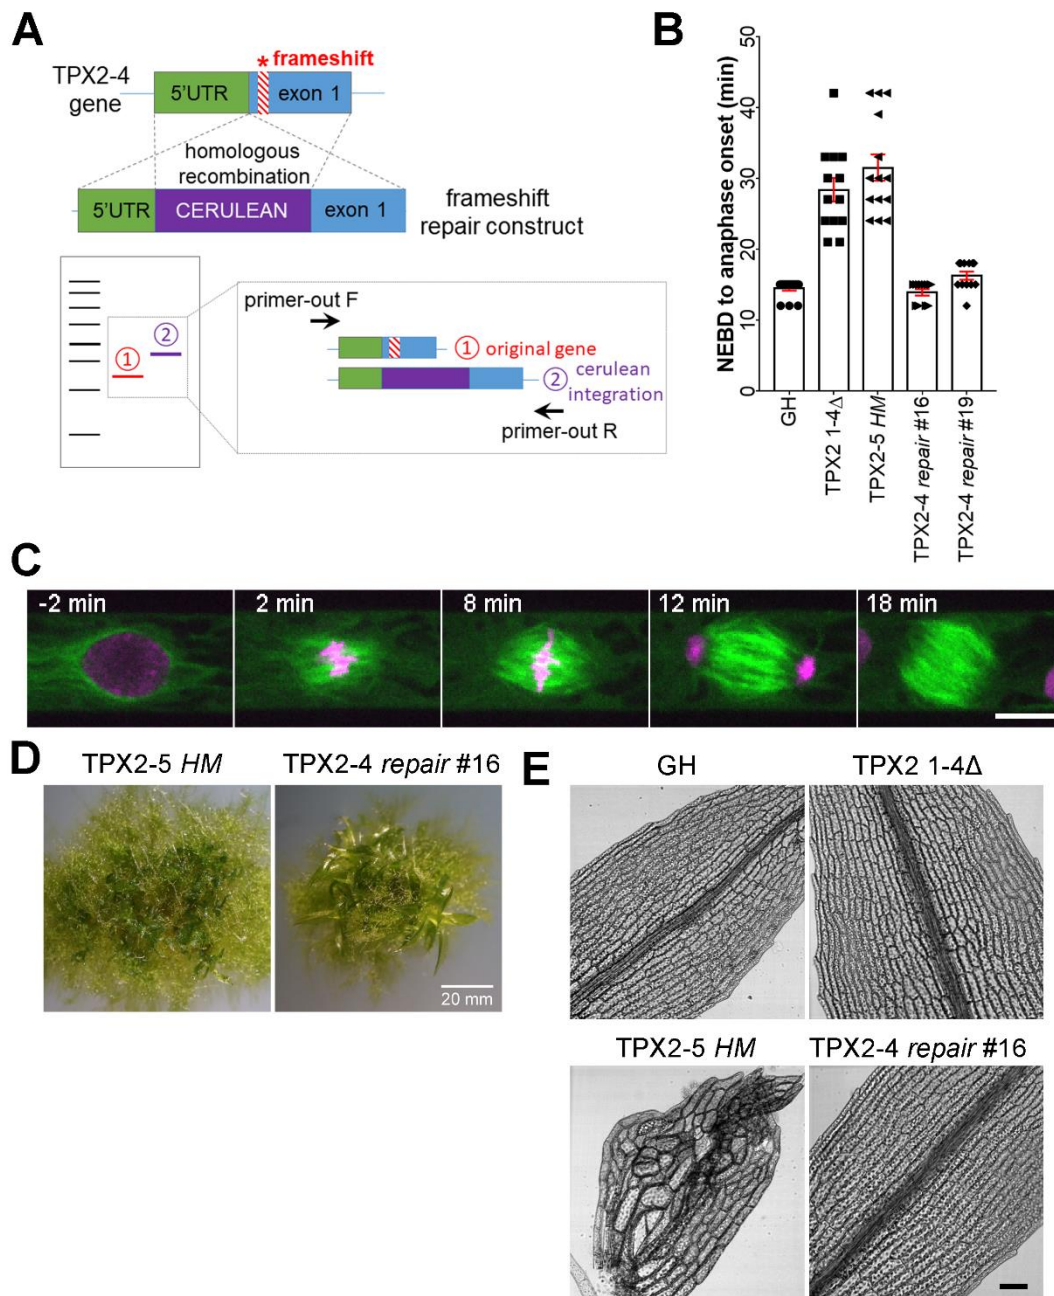 A
* frameshift
TPX2-4
gene
5'UTR
exon 1
homologous
recombination
5'UTR
CERULEAN
exon 1
frameshift
repair construct
primer-out F
①
②
① original gene
② cerulean
integration
primer-out R
B
NEBD to anaphase onset (min)
50
40
30
20
10
0
GH
TPX2 1-4Δ
TPX2-5 HM
TPX2-4 repair #16
TPX2-4 repair #19
C
-2 min
2 min
8 min
12 min
18 min
D
TPX2-5 HM
TPX2-4 repair #16
20 mm
E
GH
TPX2 1-4Δ
TPX2-5 HM
TPX2-4 repair #16